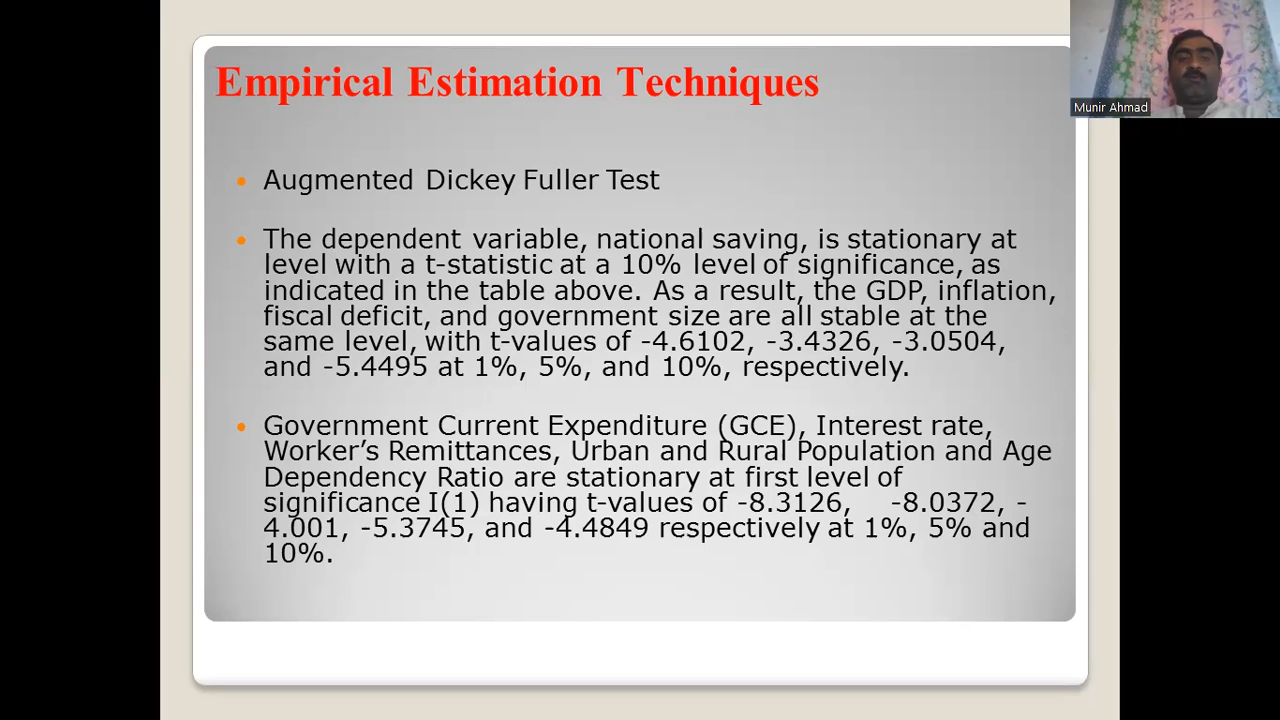 Empirical Estimation Techniques
Munir Ahmad
• Augmented Dickey Fuller Test
• The dependent variable, national saving, is stationary at
level with a t-statistic at a 10% level of significance, as
indicated in the table above. As a result, the GDP, inflation,
fiscal deficit, and government size are all stable at the
same level, with t-values of -4.6102, -3.4326, -3.0504,
and -5.4495 at 1%, 5%, and 10%, respectively.
• Government Current Expenditure (GCE), Interest rate,
Worker’s Remittances, Urban and Rural Population and Age
Dependency Ratio are stationary at first level of
significance I(1) having t-values of -8.3126, -8.0372, -
4.001, -5.3745, and -4.4849 respectively at 1%, 5% and
10%.